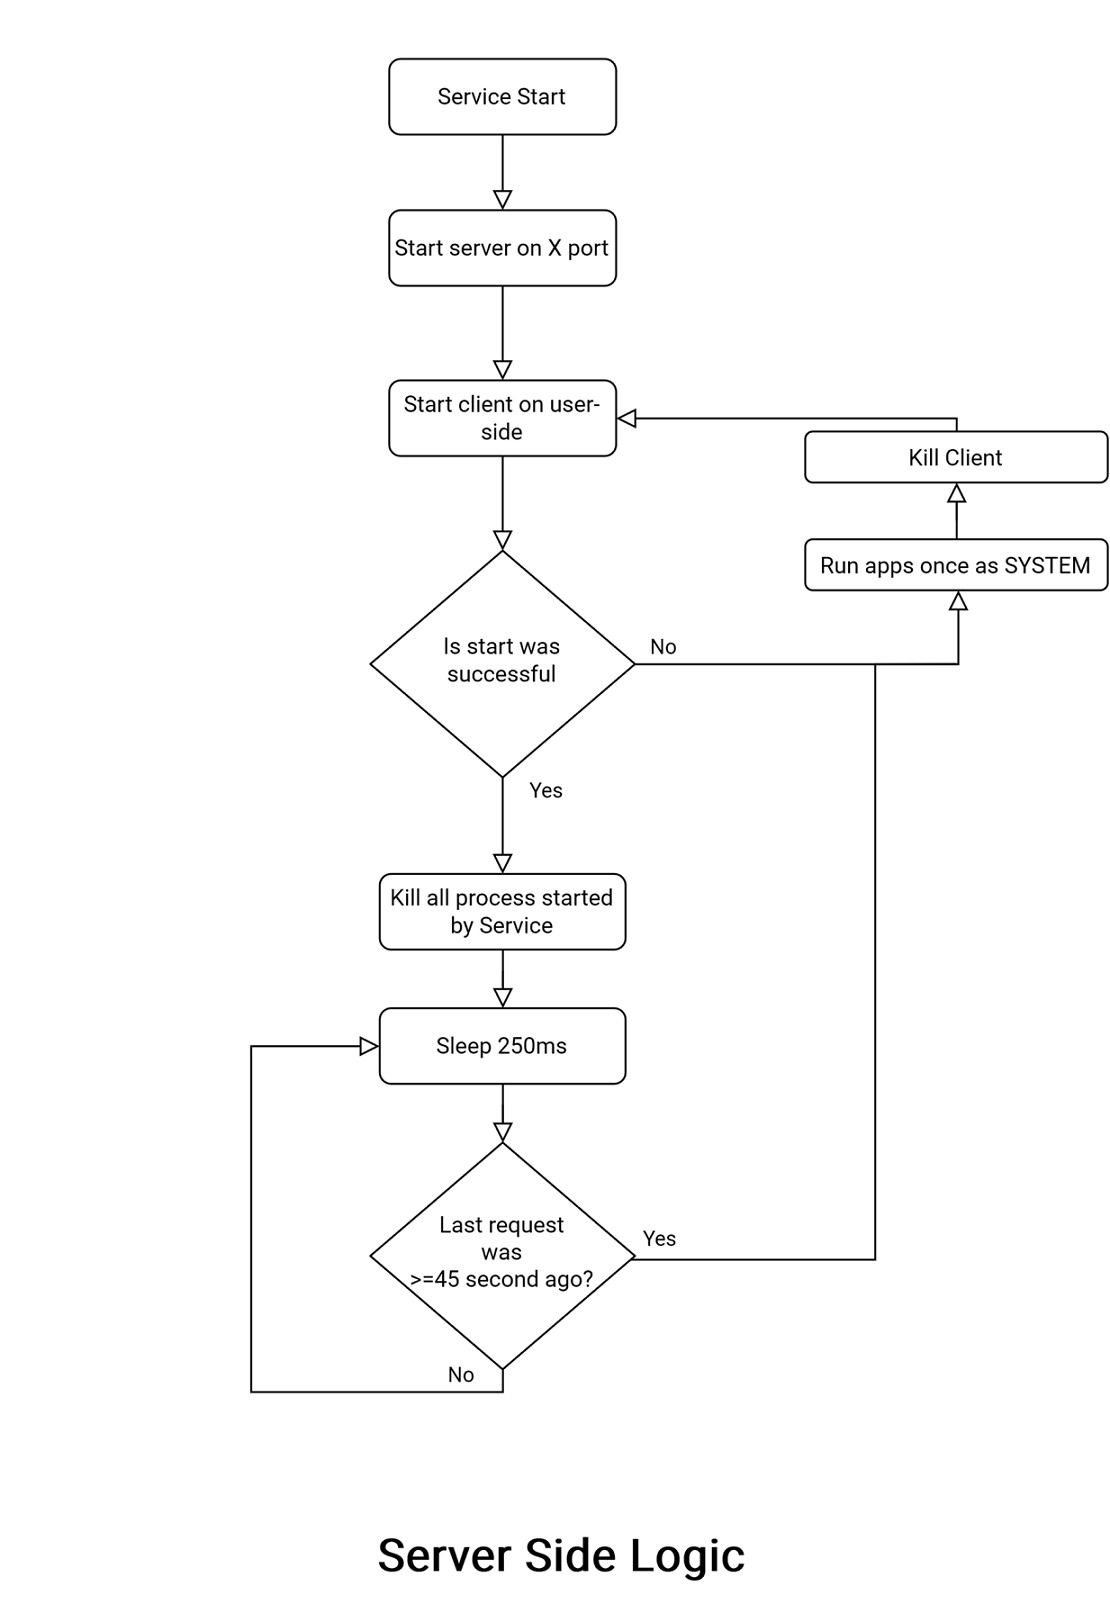 Service Start
Start server on X port
Start client on user-
side
Kill Client
Run apps once as SYSTEM
Is start was
successful
No
Yes
Kill all process started
by Service
Sleep 250ms
Last request
was
>=45 second ago?
Yes
No
Server Side Logic